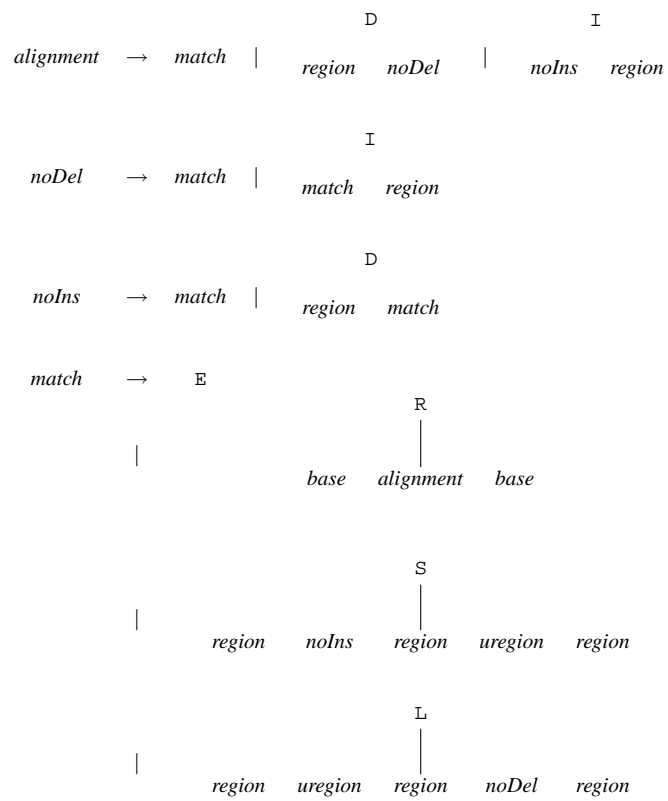 D I
alignment → match | region noDel | noIns region
I
noDel → match | match region
D
noIns → match | region match
match → E
R
|
base alignment base
S
|
region noIns region uregion region
L
|
region uregion region noDel region